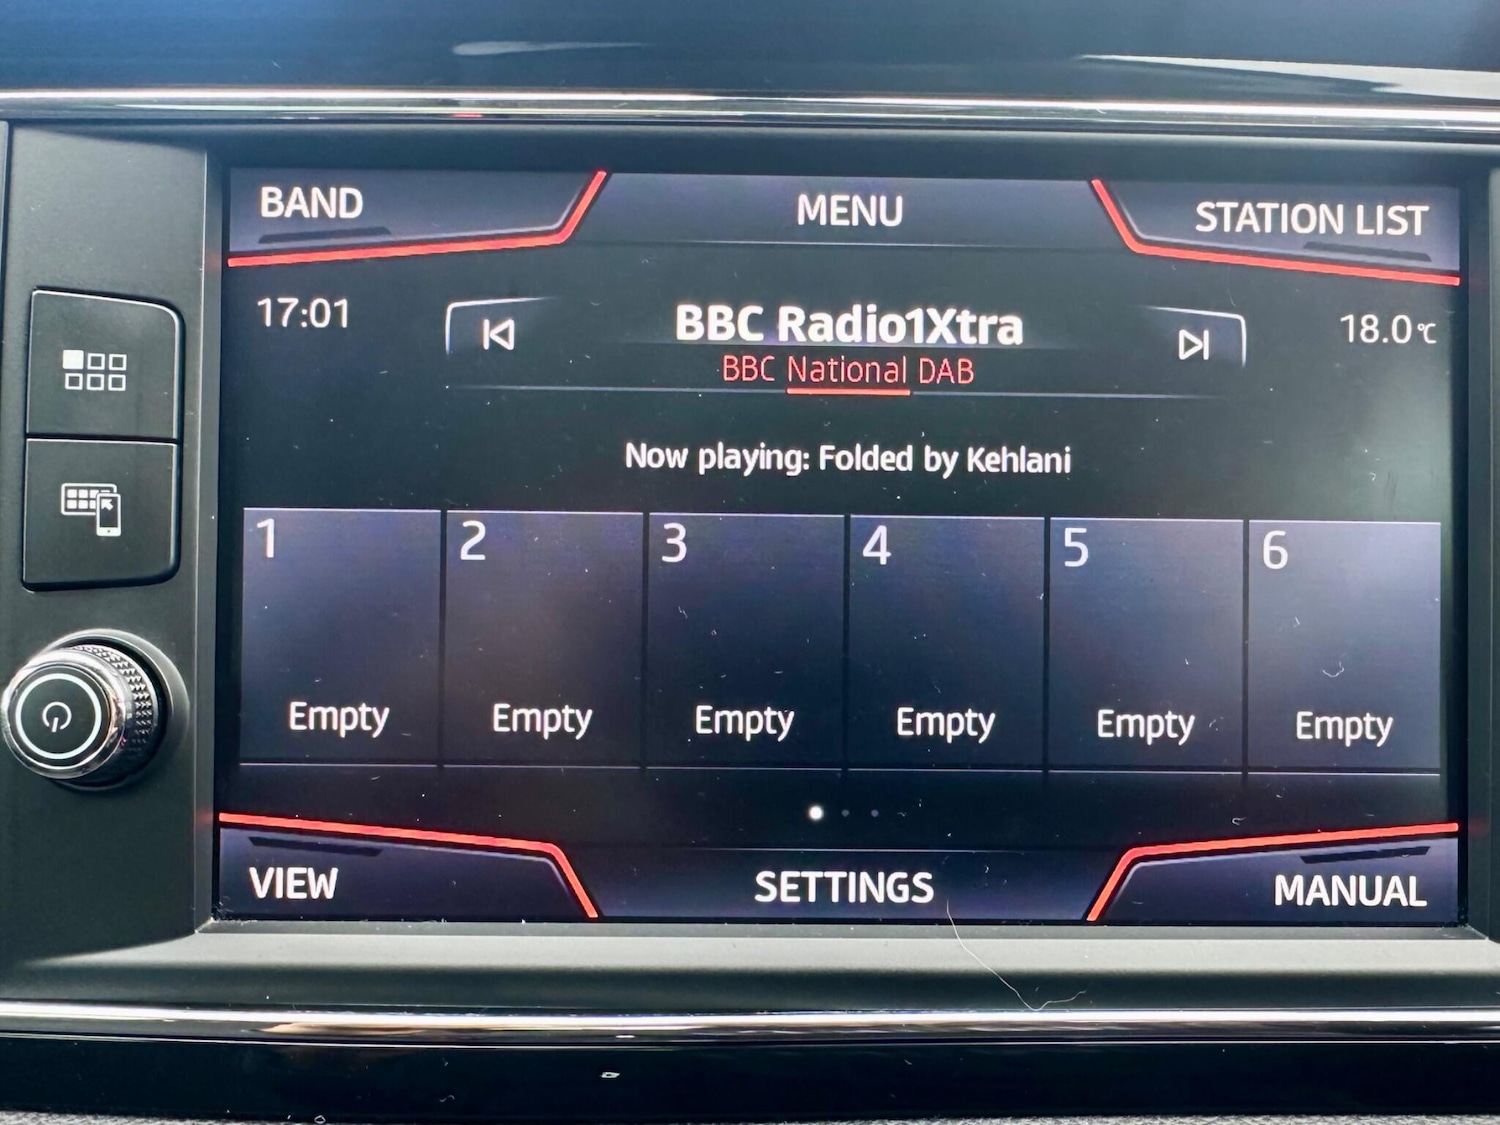 BAND
MENU
STATION LIST
17:01
BBC Radio1Xtra
18.0°C
BBC National DAB
Now playing: Folded by Kehlani
1
2
3
4
5
6
Empty
Empty
Empty
Empty
Empty
Empty
VIEW
SETTINGS
MANUAL